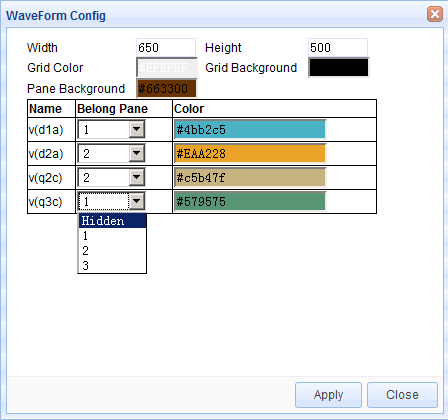 WaveForm Config
Width 650 Height 500
Grid Color #EFEFEF Grid Background
Pane Background #663300
Name Belong Pane Color
v(d1a) 1 #4bb2c5
v(d2a) 2 #EAA228
v(q2c) 2 #c5b47f
v(q3c) 1 #579575
Hidden
1
2
3
Apply Close